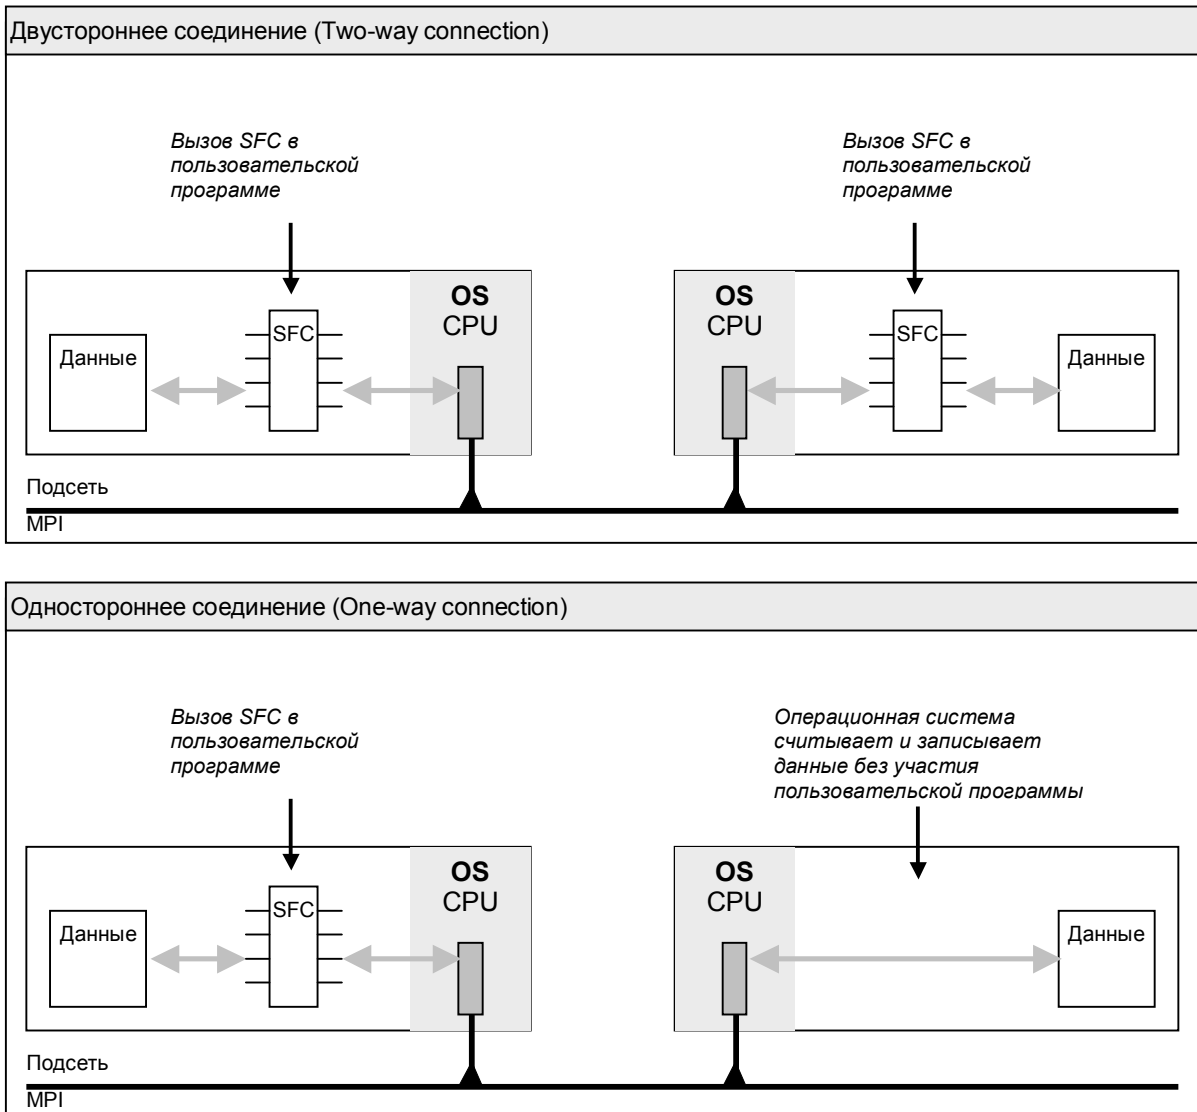 Двустороннее соединение (Two-way connection)
Вызов SFC в
пользовательской
программе
Вызов SFC в
пользовательской
программе
OS
CPU
SFC
Данные
OS
CPU
SFC
Данные
Подсеть
MPI
Одностороннее соединение (One-way connection)
Вызов SFC в
пользовательской
программе
Операционная система
считывает и записывает
данные без участия
пользовательской программы
OS
CPU
SFC
Данные
OS
CPU
Данные
Подсеть
MPI